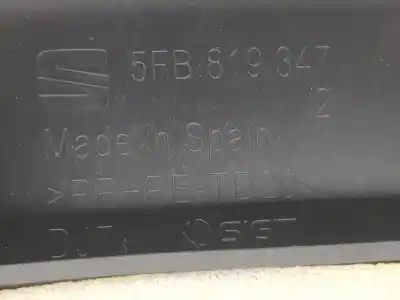 5FB 819 347
2
Made in Spain
>PP+PE-TD20<